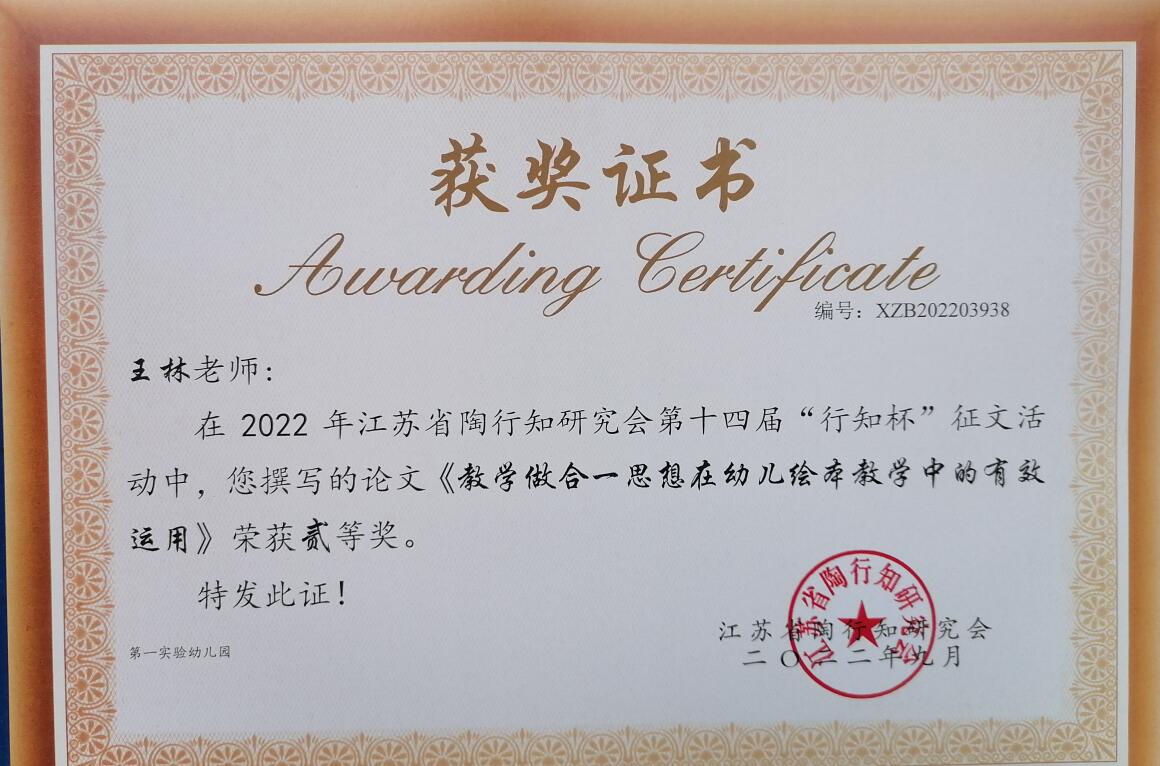 获奖证书
Awarding Certificate
编号：XZB202203938
王林老师：
在 2022 年江苏省陶行知研究会第十四届“行知杯”征文活
动中，您撰写的论文《教学做合一思想在幼儿绘本教学中的有效
运用》荣获贰等奖。
特发此证！
江苏省陶行知研究会
江苏省陶行知研究会
二〇二二年九月
第一实验幼儿园